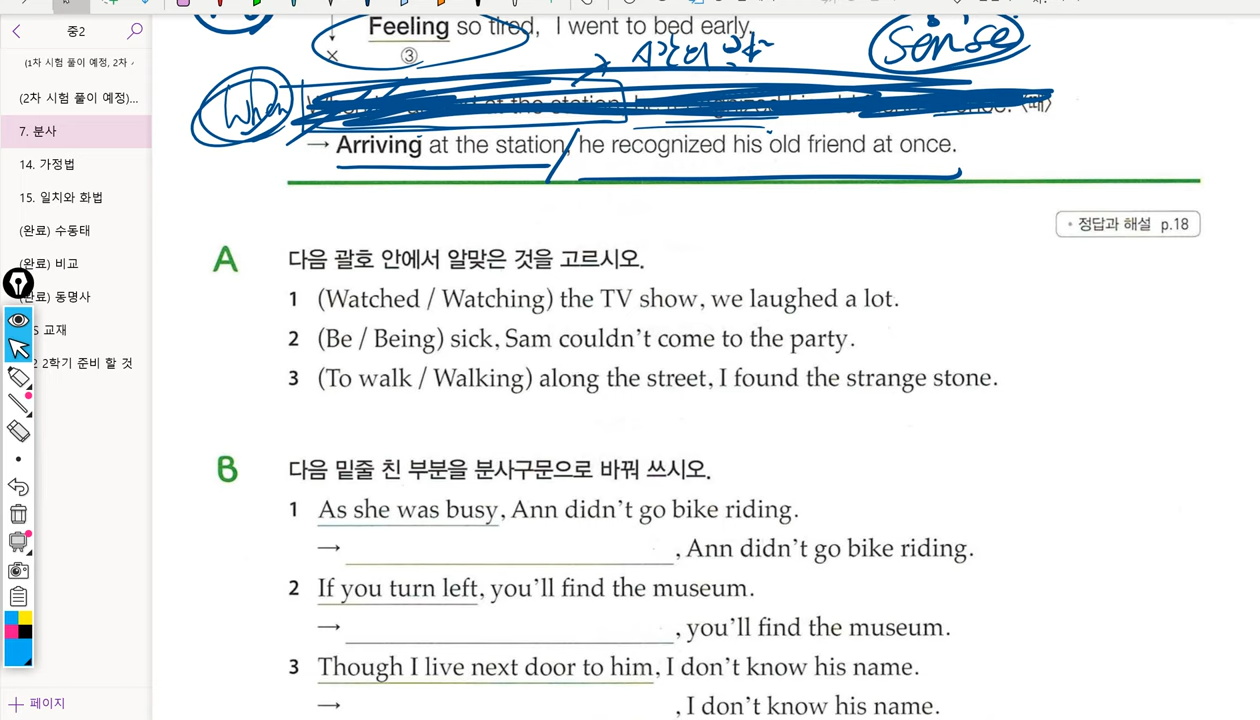 중2
(1차 시험 풀이 예정, 2차
(2차 시험 풀이 예정)...
7. 분사
14. 가정법
15. 일치와 화법
(완료) 수동태
(완료) 비교
료) 동명사
S 교재
2 2학기 준비 할 것
페이지
Feeling so tired, I went to bed early.
× ③
sense
When
at the station
〈때〉
→ Arriving at the station, he recognized his old friend at once.
• 정답과 해설 p.18
A 다음 괄호 안에서 알맞은 것을 고르시오.
1 (Watched / Watching) the TV show, we laughed a lot.
2 (Be / Being) sick, Sam couldn't come to the party.
3 (To walk / Walking) along the street, I found the strange stone.
B 다음 밑줄 친 부분을 분사구문으로 바꿔 쓰시오.
1 As she was busy, Ann didn't go bike riding.
→ , Ann didn't go bike riding.
2 If you turn left, you'll find the museum.
→ , you'll find the museum.
3 Though I live next door to him, I don't know his name.
→ , I don't know his name.